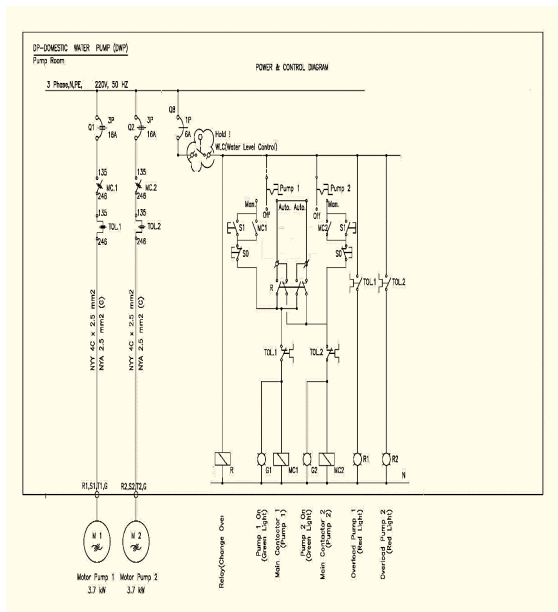 DP-DOMESTIC WATER PUMP (DWP)
Pump Room
POWER & CONTROL DIAGRAM
3 Phase,N,PE, 220V, 50 HZ
Q1
3P
16A
Q2
3P
16A
Q8
1P
6A
Hold !
WLC(Water Level Control)
135
MC.1
246
135
MC.2
246
135
TOL.1
246
135
TOL.2
246
Pump 1
Pump 2
Man.
Off
Auto.
Auto.
Off
Man.
S1
MC1
MC2
S1
S0
S0
R
TOL.1
TOL.2
TOL.1
TOL.2
NYY 4C x 2.5 mm2
NYA 2.5 mm2 (G)
NYY 4C x 2.5 mm2
NYA 2.5 mm2 (G)
R
G1
MC1
G2
MC2
R1
R2
N
R1,S1,T1,G
R2,S2,T2,G
M 1
M 2
Motor Pump 1
3.7 kW
Motor Pump 2
3.7 kW
Relay(Change Over
Pump 1 On
(Green Light)
Main Contactor 1
(Pump 1)
Pump 2 On
(Green Light)
Main Contactor 2
(Pump 2)
Overload Pump 1
(Red Light)
Overload Pump 2
(Red Light)